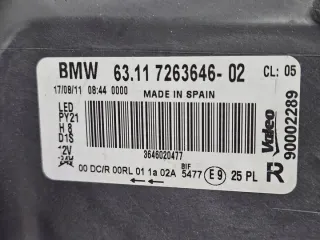 BMW 63.11 7263646-02 CL: 05
17/08/11 08:44 0000 MADE IN SPAIN
LED
PY21
H 8
D1S
12V
3646020477
Valeo
90002289
00 DC/R 00RL 01 1a 02A BIF 5477 E9 25 PL R